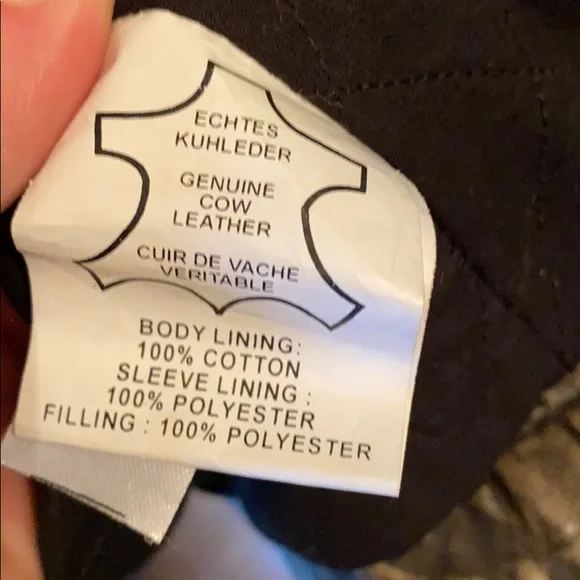 ECHTES
KUHLEDER
GENUINE
COW
LEATHER
CUIR DE VACHE
VERITABLE
BODY LINING:
100% COTTON
SLEEVE LINING :
100% POLYESTER
FILLING : 100% POLYESTER